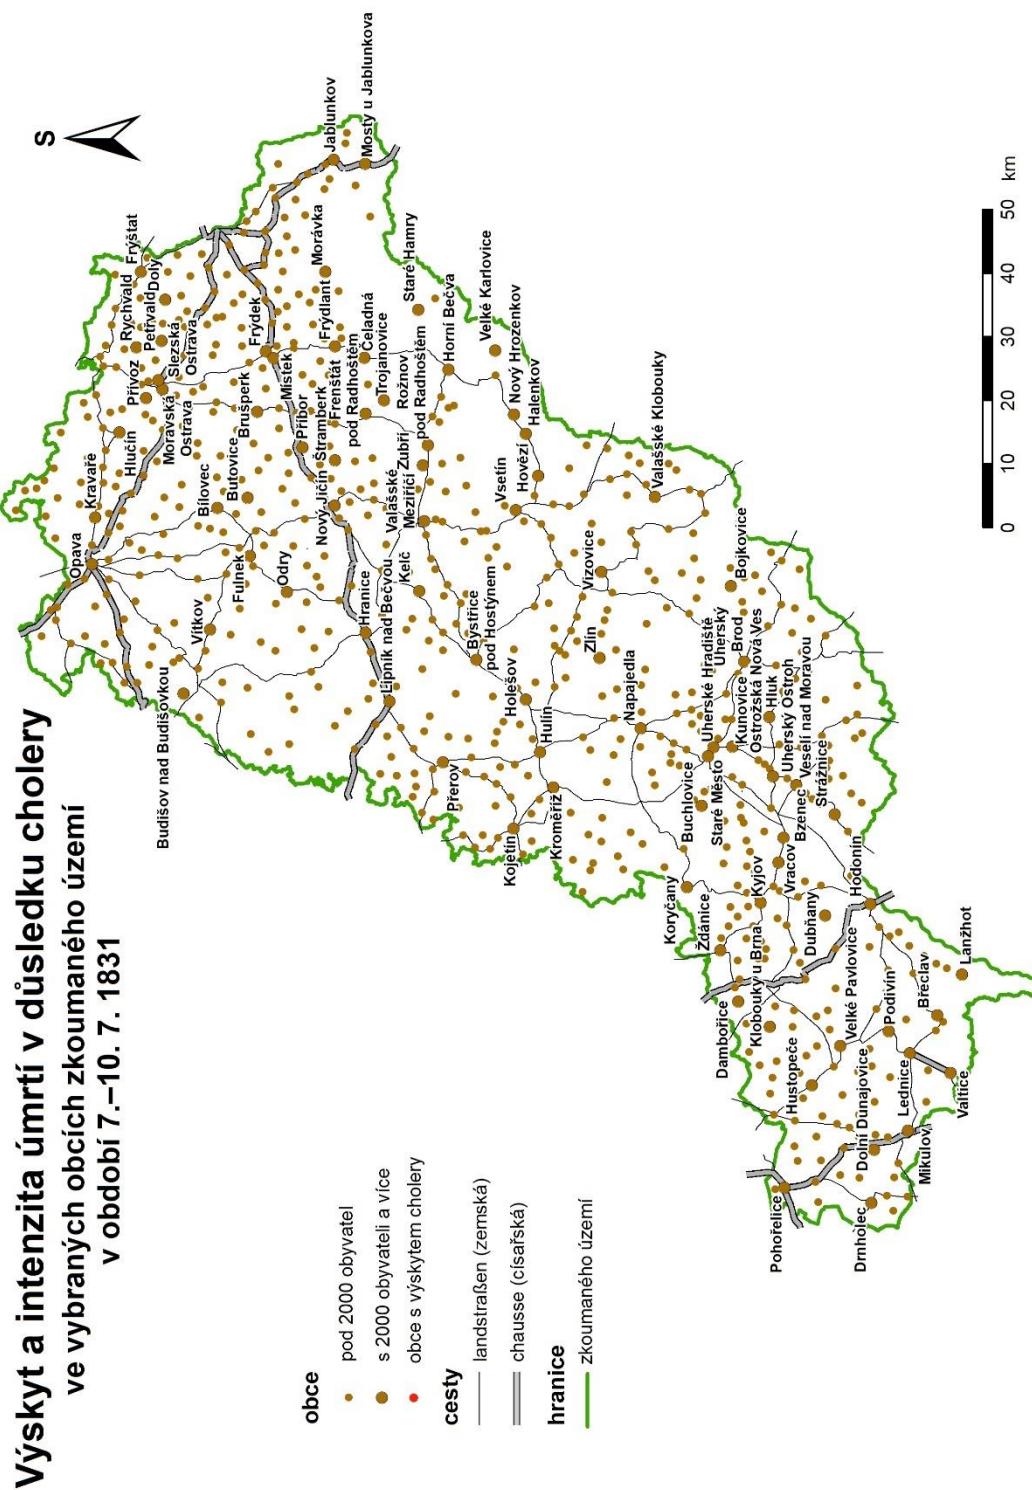 Výskyt a intenzita úmrtí v důsledku cholery
ve vybraných obcích zkoumaného území
v období 7.–10. 7. 1831
S
obce
pod 2000 obyvatel
s 2000 obyvateli a více
obce s výskytem cholery
cesty
landstraßen (zemská)
chausse (císařská)
hranice
zkoumaného území
0 10 20 30 40 50 km
Opava
Kravaře
Hlučín
Přívoz
Rychvald
Frýštat
Petřvald
Doly
Slezská
Ostrava
Moravská
Ostrava
Budišov nad Budišovkou
Vítkov
Bílovec
Butovice
Fulnek
Odry
Brušperk
Frýdek
Místek
Příbor
Nový Jičín
Štramberk
Frenštát
pod Radhoštěm
Frýdlant
Morávka
Jablunkov
Mosty u Jablunkova
Čeladná
Trojanovice
Staré Hamry
Rožnov
pod Radhoštěm
Zubří
Valašské
Meziříčí
Horní Bečva
Velké Karlovice
Nový Hrozenkov
Halenkov
Hovězí
Vsetín
Hranice
Lipník nad Bečvou
Kelč
Bystřice
pod Hostýnem
Holešov
Hulín
Přerov
Kojetín
Kroměříž
Vizovice
Zlín
Valašské Klobouky
Napajedla
Bojkovice
Uherské Hradiště
Uherský
Brod
Kunovice
Ostrožská Nová Ves
Hluk
Uherský Ostroh
Veselí nad Moravou
Strážnice
Buchlovice
Staré Město
Bzenec
Vracov
Kyjov
Koryčany
Ždánice
Dubňany
Hodonín
Dambořice
Klobouky u Brna
Hustopeče
Velké Pavlovice
Podivín
Břeclav
Lanžhot
Lednice
Valtice
Dolní Dunajovice
Mikulov
Pohořelice
Drnholec